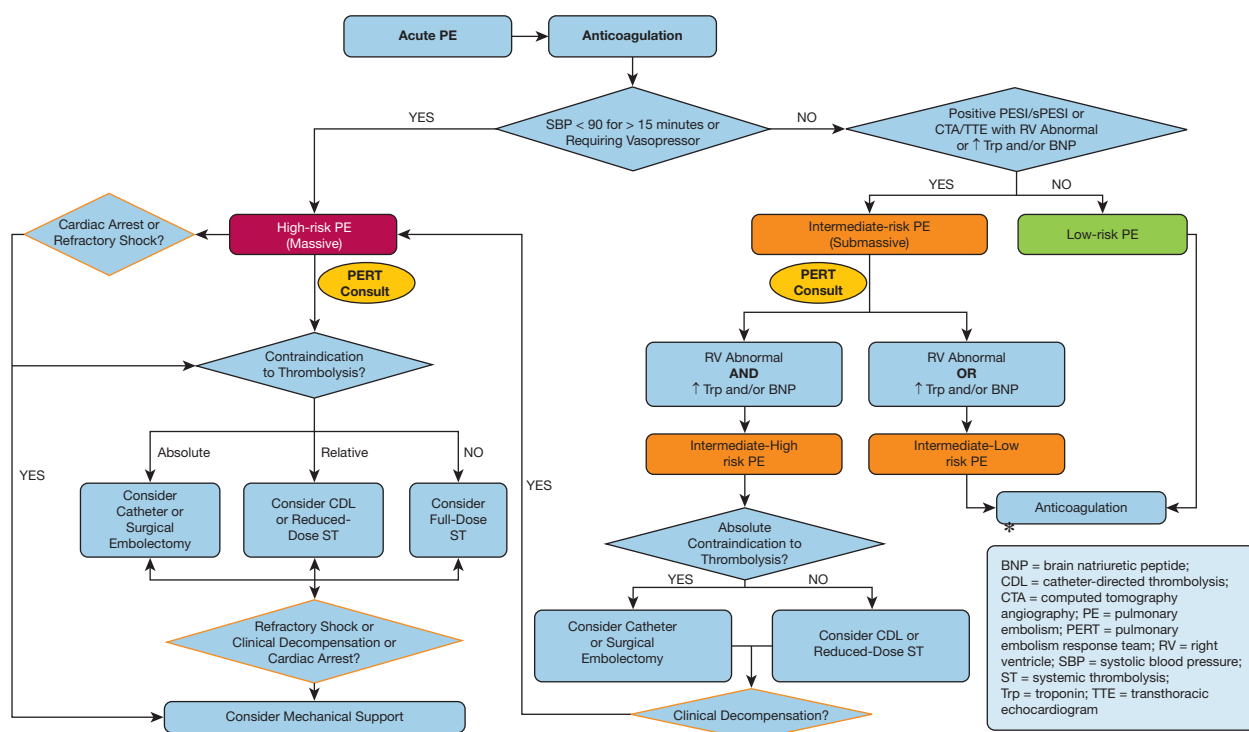 Acute PE
Anticoagulation
SBP < 90 for > 15 minutes or
Requiring Vasopressor
YES
NO
Positive PESI/sPESI or
CTA/TTE with RV Abnormal
or ↑ Trp and/or BNP
YES
NO
Cardiac Arrest or
Refractory Shock?
High-risk PE
(Massive)
Intermediate-risk PE
(Submassive)
Low-risk PE
PERT
Consult
PERT
Consult
Contraindication
to Thrombolysis?
RV Abnormal
AND
↑ Trp and/or BNP
RV Abnormal
OR
↑ Trp and/or BNP
Absolute
Relative
NO
Intermediate-High
risk PE
Intermediate-Low
risk PE
YES
YES
Consider
Catheter or
Surgical
Embolectomy
Consider CDL
or Reduced-
Dose ST
Consider
Full-Dose
ST
Anticoagulation
*
Absolute
Contraindication to
Thrombolysis?
YES
NO
Refractory Shock or
Clinical Decompensation or
Cardiac Arrest?
Consider Catheter
or Surgical
Embolectomy
Consider CDL or
Reduced-Dose ST
Consider Mechanical Support
Clinical Decompensation?
BNP = brain natriuretic peptide;
CDL = catheter-directed thrombolysis;
CTA = computed tomography
angiography; PE = pulmonary
embolism; PERT = pulmonary
embolism response team; RV = right
ventricle; SBP = systolic blood pressure;
ST = systemic thrombolysis;
Trp = troponin; TTE = transthoracic
echocardiogram